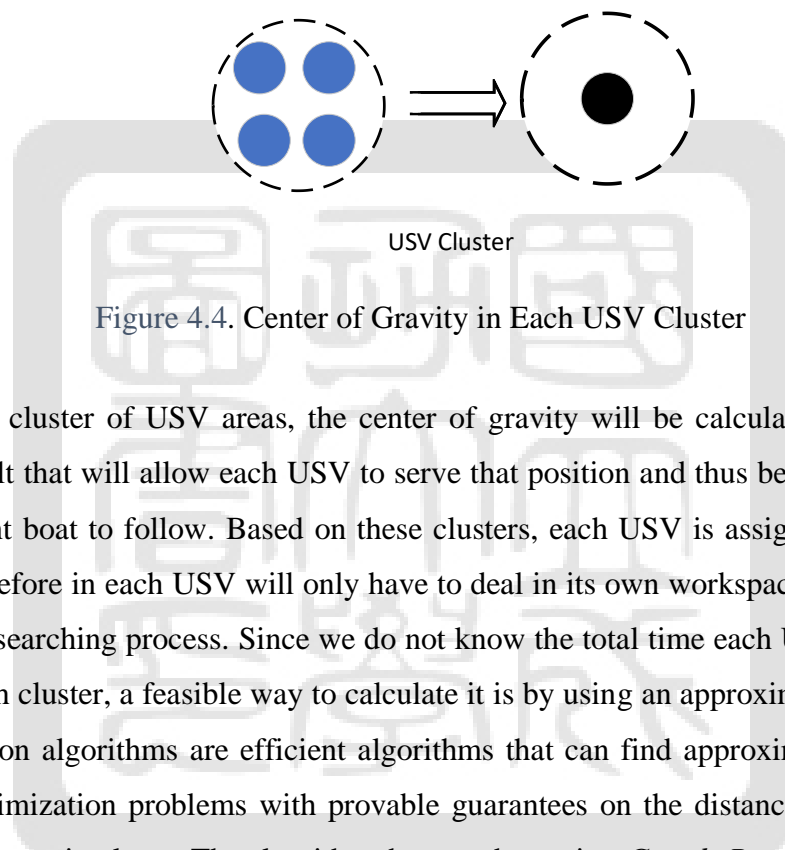 USV Cluster
Figure 4.4. Center of Gravity in Each USV Cluster
cluster of USV areas, the center of gravity will be calcula
lt that will allow each USV to serve that position and thus be
nt boat to follow. Based on these clusters, each USV is assig
efore in each USV will only have to deal in its own workspac
searching process. Since we do not know the total time each U
n cluster, a feasible way to calculate it is by using an approxin
on algorithms are efficient algorithms that can find approxin
imization problems with provable guarantees on the distance